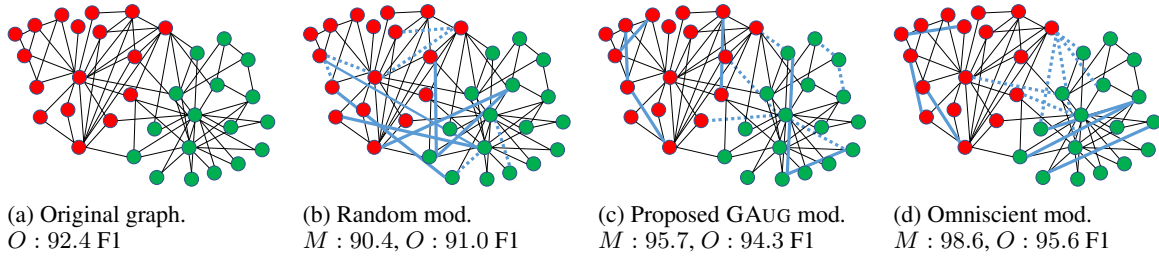 (a) Original graph.
O : 92.4 F1
(b) Random mod.
M : 90.4, O : 91.0 F1
(c) Proposed GAUG mod.
M : 95.7, O : 94.3 F1
(d) Omniscient mod.
M : 98.6, O : 95.6 F1